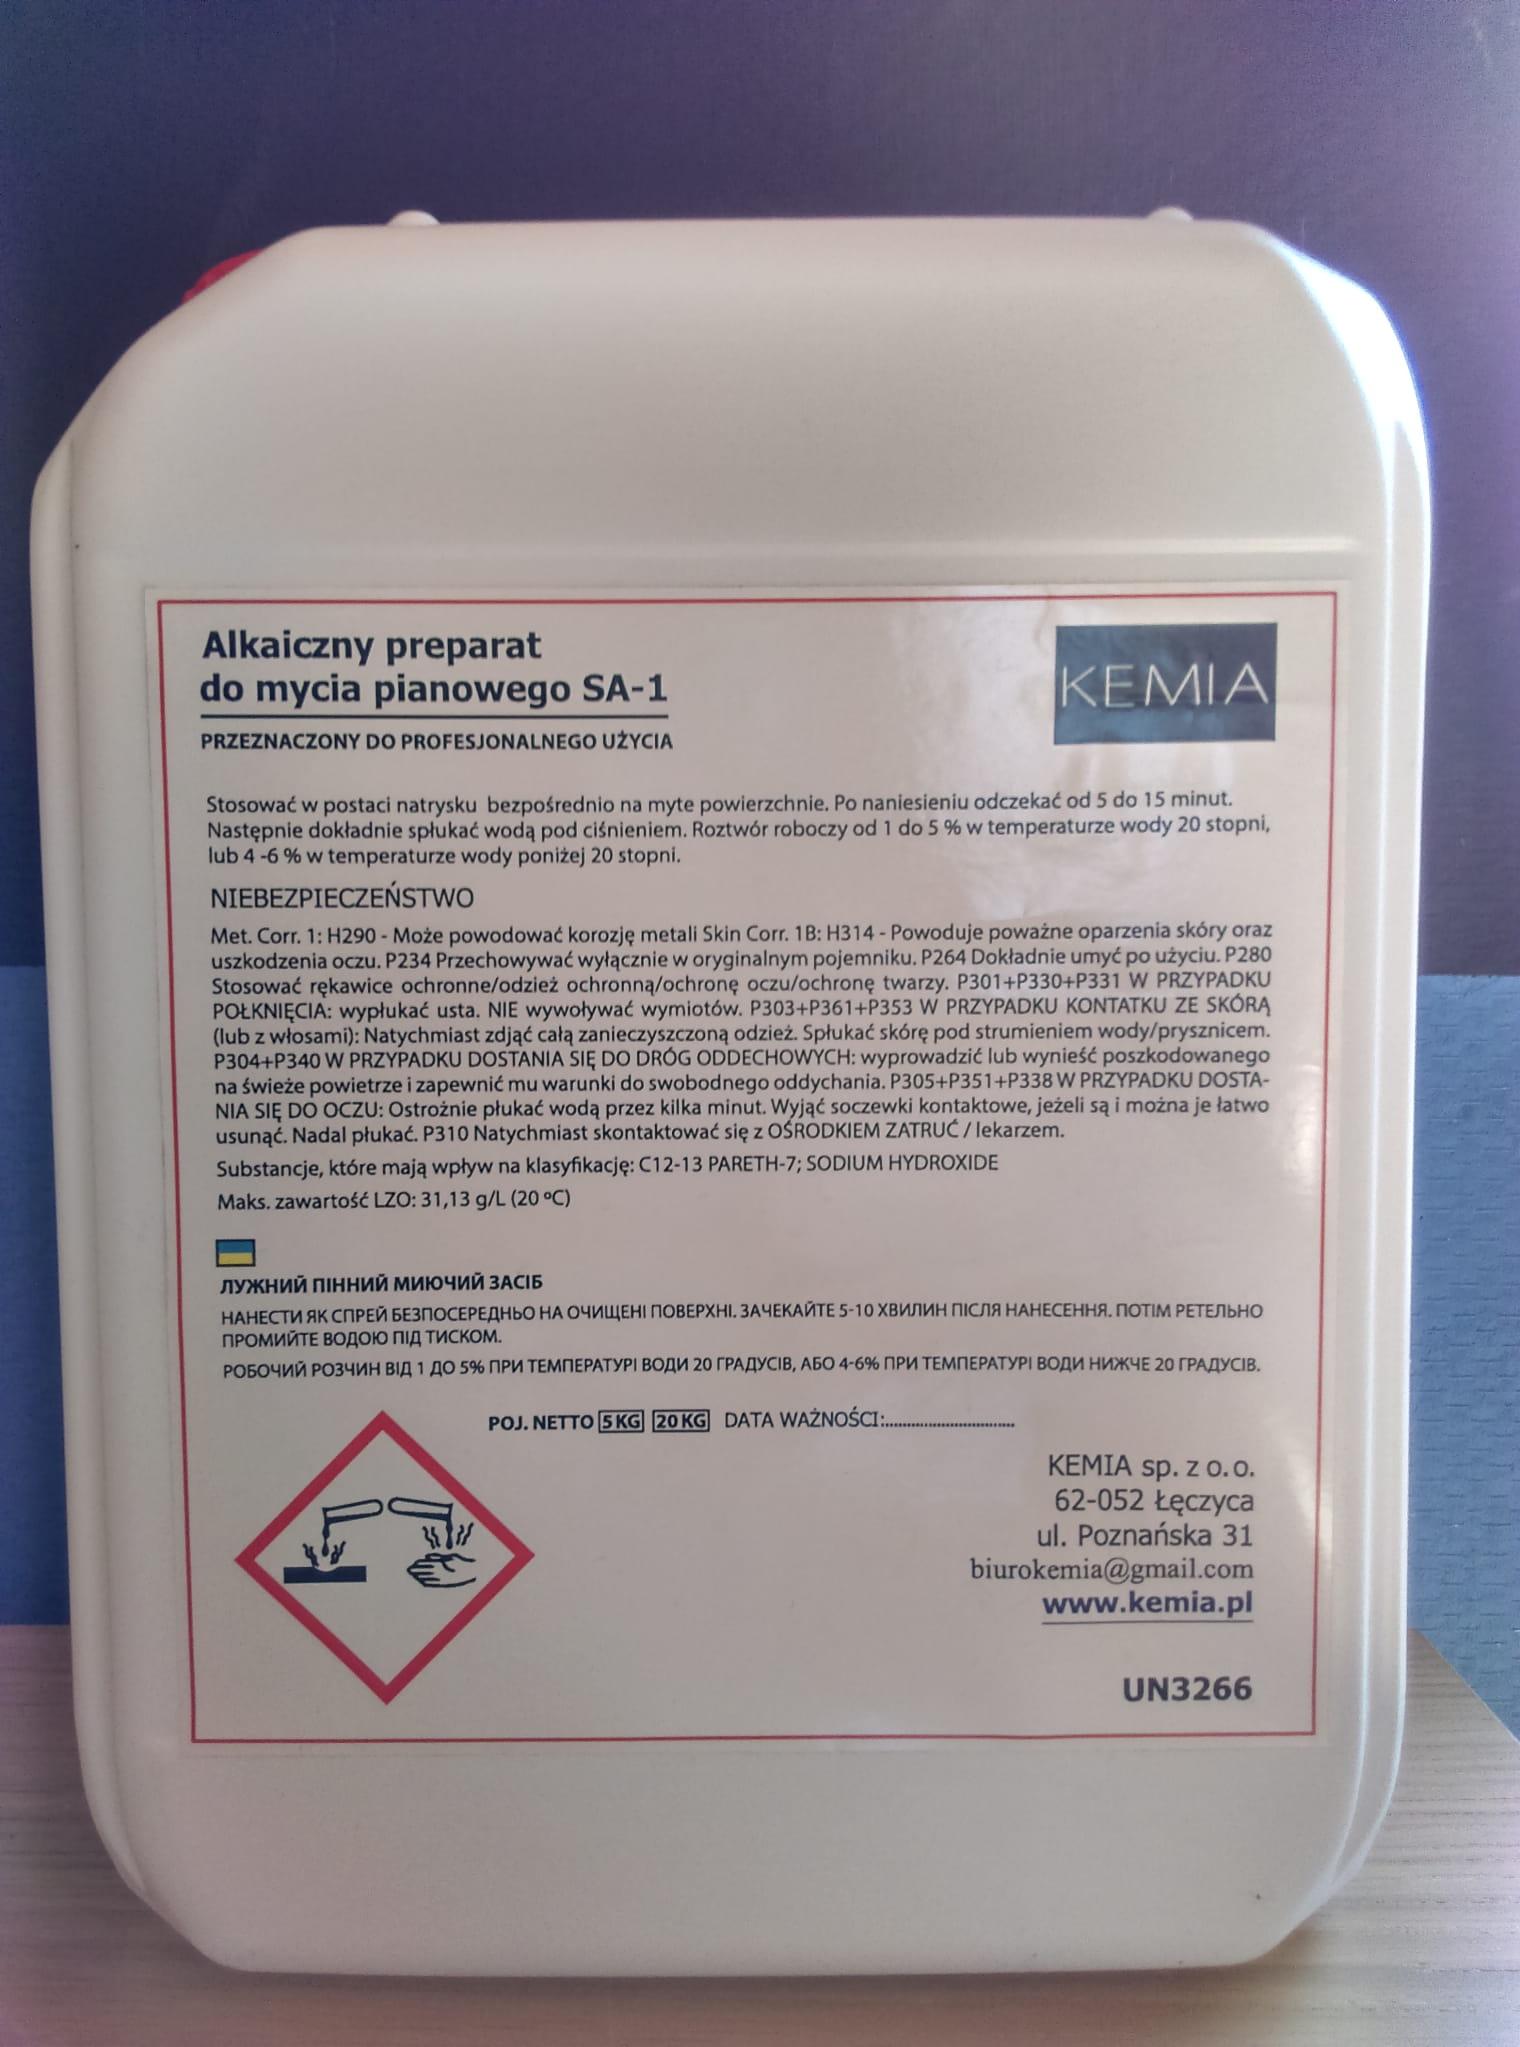 Alkaiczny preparat
do mycia pianowego SA-1
PRZEZNACZONY DO PROFESJONALNEGO UŻYCIA
KEMIA
Stosować w postaci natrysku bezpośrednio na myte powierzchnie. Po naniesieniu odczekać od 5 do 15 minut.
Następnie dokładnie spłukać wodą pod ciśnieniem. Roztwór roboczy od 1 do 5 % w temperaturze wody 20 stopni,
lub 4 -6 % w temperaturze wody poniżej 20 stopni.
NIEBEZPIECZEŃSTWO
Met. Corr. 1: H290 - Może powodować korozję metali Skin Corr. 1B: H314 - Powoduje poważne oparzenia skóry oraz
uszkodzenia oczu. P234 Przechowywać wyłącznie w oryginalnym pojemniku. P264 Dokładnie umyć po użyciu. P280
Stosować rękawice ochronne/odzież ochronną/ochronę oczu/ochronę twarzy. P301+P330+P331 W PRZYPADKU
POŁKNIĘCIA: wypłukać usta. NIE wywoływać wymiotów. P303+P361+P353 W PRZYPADKU KONTATKU ZE SKÓRĄ
(lub z włosami): Natychmiast zdjąć całą zanieczyszczoną odzież. Spłukać skórę pod strumieniem wody/prysznicem.
P304+P340 W PRZYPADKU DOSTANIA SIĘ DO DRÓG ODDECHOWYCH: wyprowadzić lub wynieść poszkodowanego
na świeże powietrze i zapewnić mu warunki do swobodnego oddychania. P305+P351+P338 W PRZYPADKU DOSTA-
NIA SIĘ DO OCZU: Ostrożnie płukać wodą przez kilka minut. Wyjąć soczewki kontaktowe, jeżeli są i można je łatwo
usunąć. Nadal płukać. P310 Natychmiast skontaktować się z OŚRODKIEM ZATRUĆ / lekarzem.
Substancje, które mają wpływ na klasyfikację: C12-13 PARETH-7; SODIUM HYDROXIDE
Maks. zawartość LZO: 31,13 g/L (20 ºC)
ЛУЖНИЙ ПІННИЙ МИЮЧИЙ ЗАСІБ
НАНЕСТИ ЯК СПРЕЙ БЕЗПОСЕРЕДНЬО НА ОЧИЩЕНІ ПОВЕРХНІ. ЗАЧЕКАЙТЕ 5-10 ХВИЛИН ПІСЛЯ НАНЕСЕННЯ. ПОТІМ РЕТЕЛЬНО
ПРОМИЙТЕ ВОДОЮ ПІД ТИСКОМ.
РОБОЧИЙ РОЗЧИН ВІД 1 ДО 5% ПРИ ТЕМПЕРАТУРІ ВОДИ 20 ГРАДУСІВ, АБО 4-6% ПРИ ТЕМПЕРАТУРІ ВОДИ НИЖЧЕ 20 ГРАДУСІВ.
POJ. NETTO 5 KG 20 KG DATA WAŻNOŚCI:..............................
KEMIA sp. z o.o.
62-052 Łęczyca
ul. Poznańska 31
biurokemia@gmail.com
www.kemia.pl
UN3266